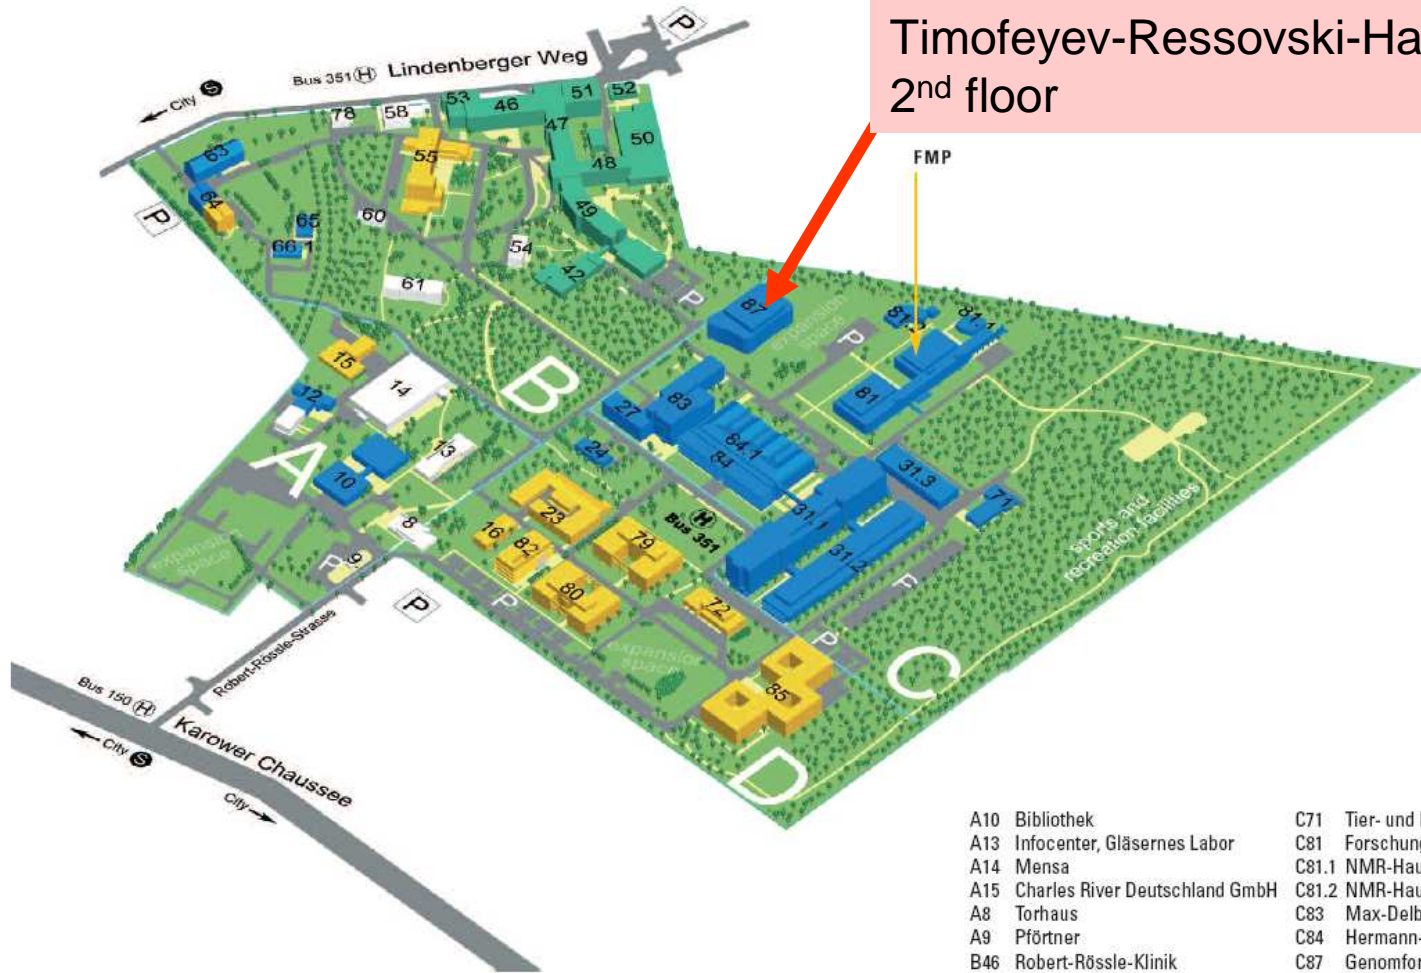 Timofeyev-Ressovski-Ha
2nd floor
P
Bus 351 H Lindenberger Weg
City S
FMP
78
58
53
46
51
52
47
50
48
55
63
64
65
66.1
60
61
54
49
42
P
P
87
expansion
space
P
81.1
81
15
14
12
13
10
8
9
P
A
B
27
83
84.1
84
24
31.3
71
31.1
31.2
H
Bus 351
23
16
82
79
80
72
85
P
P
P
expansion
space
expansion
space
sports and
recreation facilities
C
D
Robert-Rössle-Strasse
Bus 150 H
City S
Karower Chaussee
City
A10 Bibliothek
A13 Infocenter, Gläsernes Labor
A14 Mensa
A15 Charles River Deutschland GmbH
A8 Torhaus
A9 Pförtner
B46 Robert-Rössle-Klinik
C71 Tier- und
C81 Forschun
C81.1 NMR-Hau
C81.2 NMR-Hau
C83 Max-Delb
C84 Hermann-
C87 Genomfor